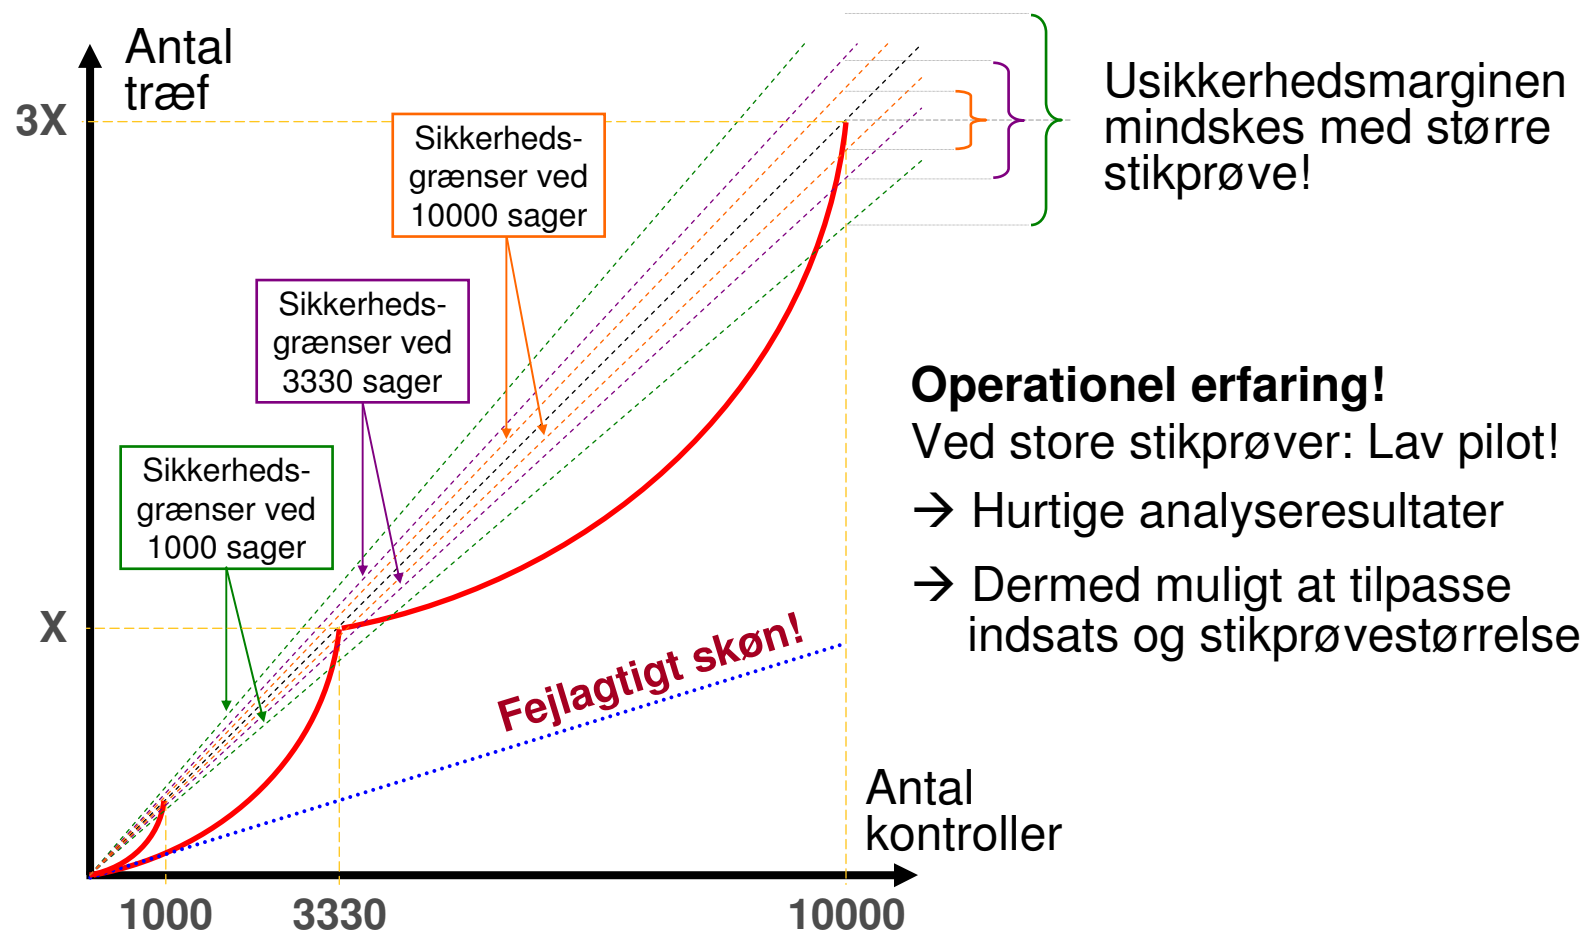 Antal
træf
3X
X
Sikkerheds-
grænser ved
10000 sager
Sikkerheds-
grænser ved
3330 sager
Sikkerheds-
grænser ved
1000 sager
Usikkerhedsmarginen
mindskes med større
stikprøve!
Operationel erfaring!
Ved store stikprøver: Lav pilot!
→ Hurtige analyseresultater
→ Dermed muligt at tilpasse
indsats og stikprøvestørrelse
Fejlagtigt skøn!
Antal
kontroller
1000
3330
10000